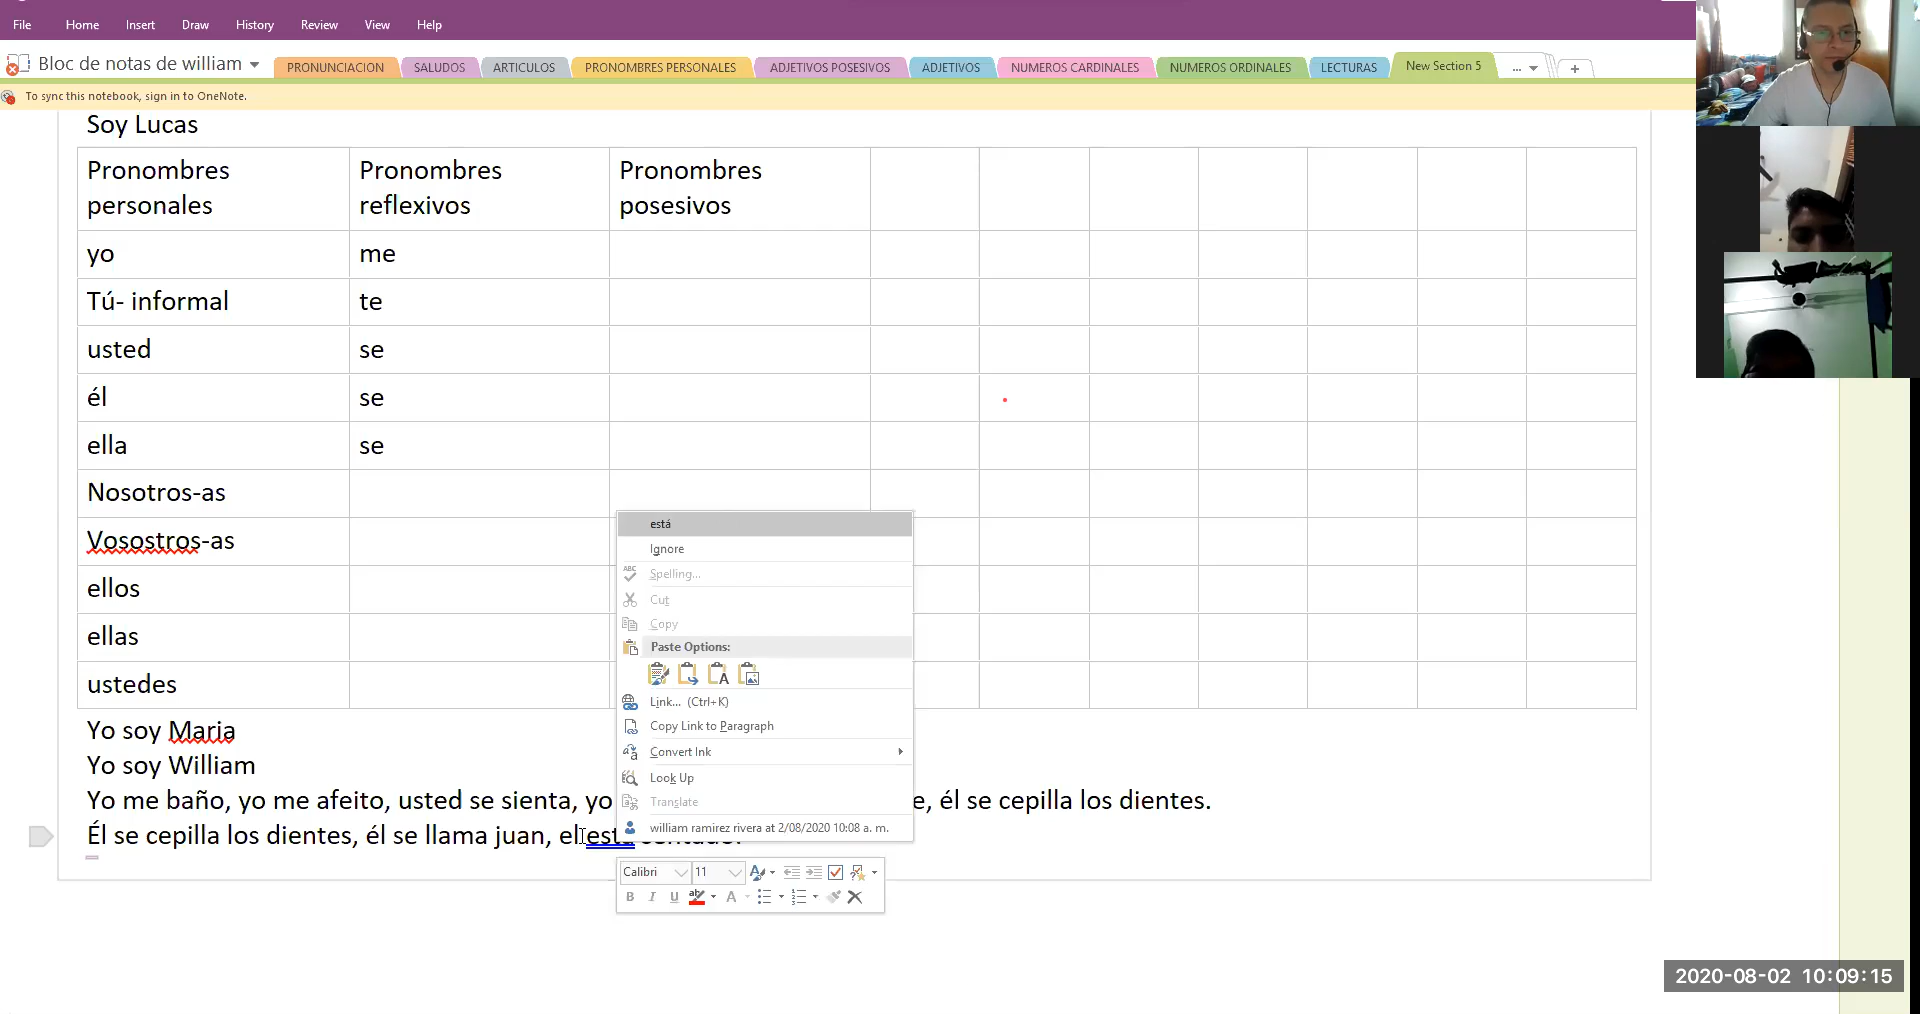 File Home Insert Draw History Review View Help
Bloc de notas de william PRONUNCIACION SALUDOS ARTICULOS PRONOMBRES PERSONALES ADJETIVOS POSESIVOS ADJETIVOS NUMEROS CARDINALES NUMEROS ORDINALES LECTURAS New Section 5 ... +
To sync this notebook, sign in to OneNote.
Soy Lucas
Pronombres personales Pronombres reflexivos Pronombres posesivos
yo me
Tú- informal te
usted se
él se
ella se
Nosotros-as
Vosostros-as
ellos
ellas
ustedes
Yo soy Maria
Yo soy William
Yo me baño, yo me afeito, usted se sienta, yo e, él se cepilla los dientes.
Él se cepilla los dientes, él se llama juan, el
está
Ignore
Spelling...
Cut
Copy
Paste Options:
Link... (Ctrl+K)
Copy Link to Paragraph
Convert Ink
Look Up
Translate
william ramirez rivera at 2/08/2020 10:08 a. m.
Calibri 11
B I U ab A
2020-08-02 10:09:15